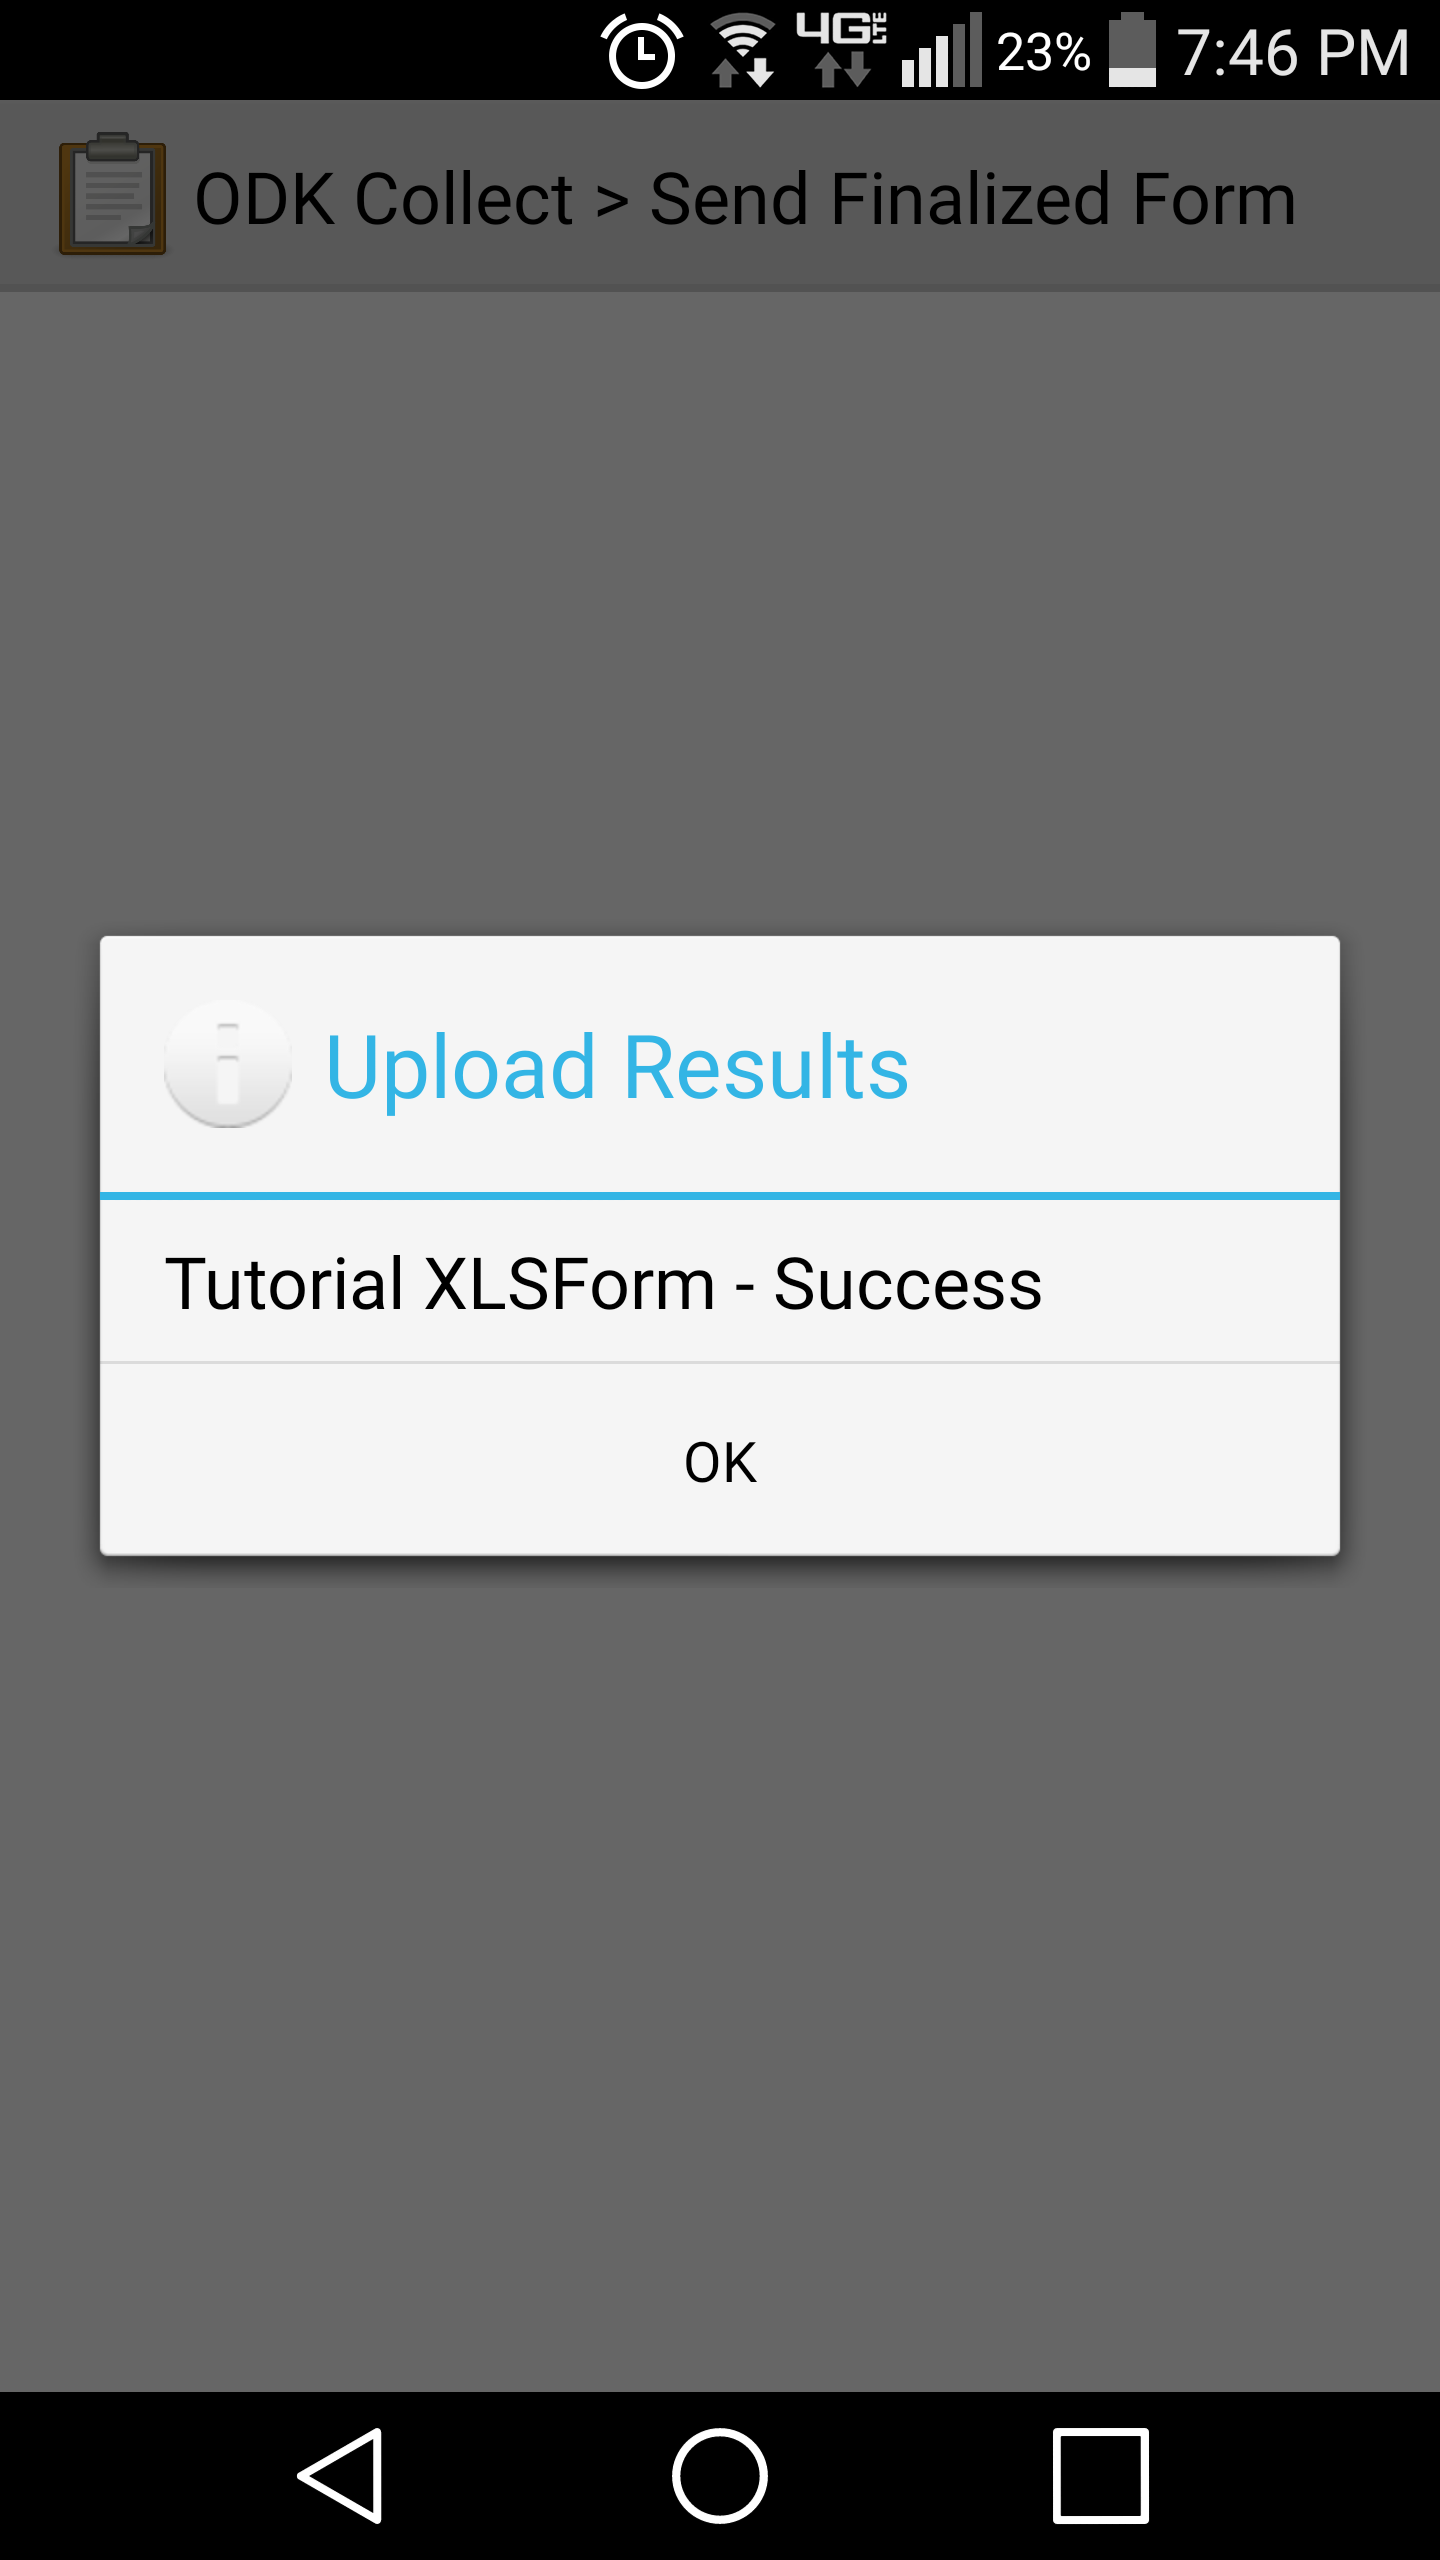 4G LTE 23% 7:46 PM
ODK Collect > Send Finalized Form
Upload Results
Tutorial XLSForm - Success
OK